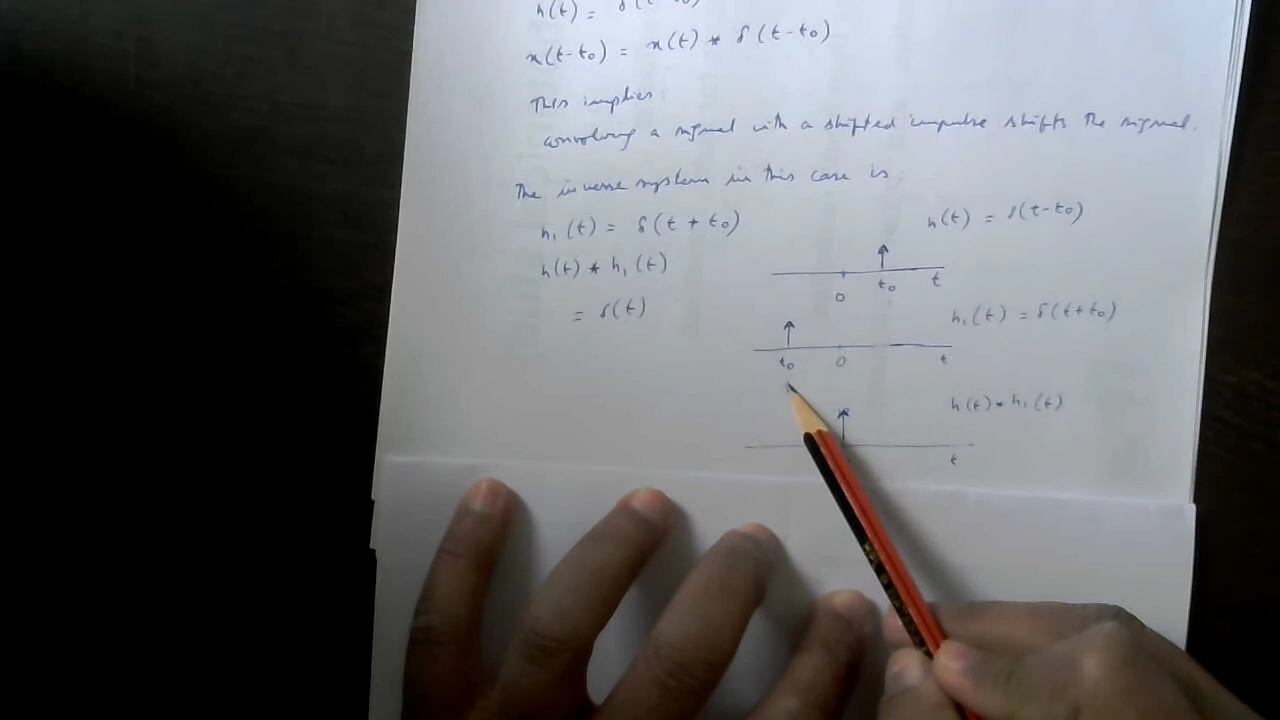 h(t) = δ(t-t0)
x(t-t0) = x(t) * δ(t-t0)
This implies:
convolving a signal with a shifted impulse shifts the signal.
The inverse system in this case is:
h1(t) = δ(t+t0)
h(t) = δ(t-t0)
h(t) * h1(t)
0 t0 t
= δ(t)
h1(t) = δ(t+t0)
t0 0 t
h(t) * h1(t)
t